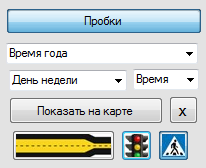 Пробки
Время года
День недели Время
Показать на карте x